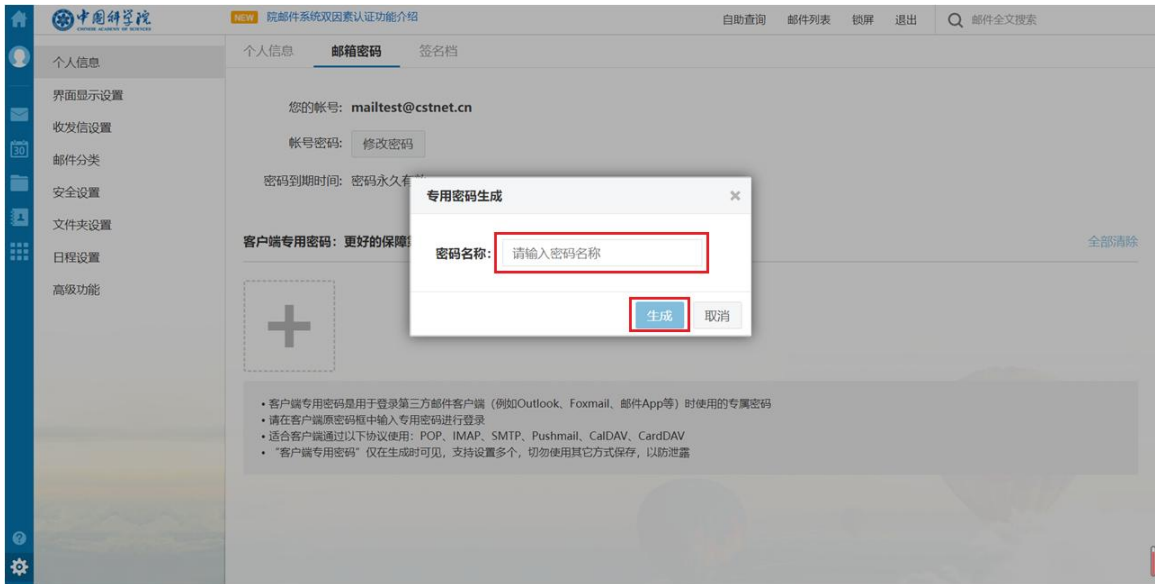 中国科学院
CHINESE ACADEMY OF SCIENCES
NEW 院邮件系统双因素认证功能介绍
自助查询 邮件列表 锁屏 退出 邮件全文搜索
个人信息 邮箱密码 签名档
个人信息
界面显示设置
收发信设置
邮件分类
安全设置
文件夹设置
日程设置
高级功能
30
您的帐号: mailtest@cstnet.cn
帐号密码: 修改密码
密码到期时间: 密码永久有
客户端专用密码：更好的保障
全部清除
专用密码生成 ×
密码名称: 请输入密码名称
生成 取消
• 客户端专用密码是用于登录第三方邮件客户端（例如Outlook、Foxmail、邮件App等）时使用的专属密码
• 请在客户端原密码框中输入专用密码进行登录
• 适合客户端通过以下协议使用：POP、IMAP、SMTP、Pushmail、CalDAV、CardDAV
• “客户端专用密码”仅在生成时可见，支持设置多个，切勿使用其它方式保存，以防泄露